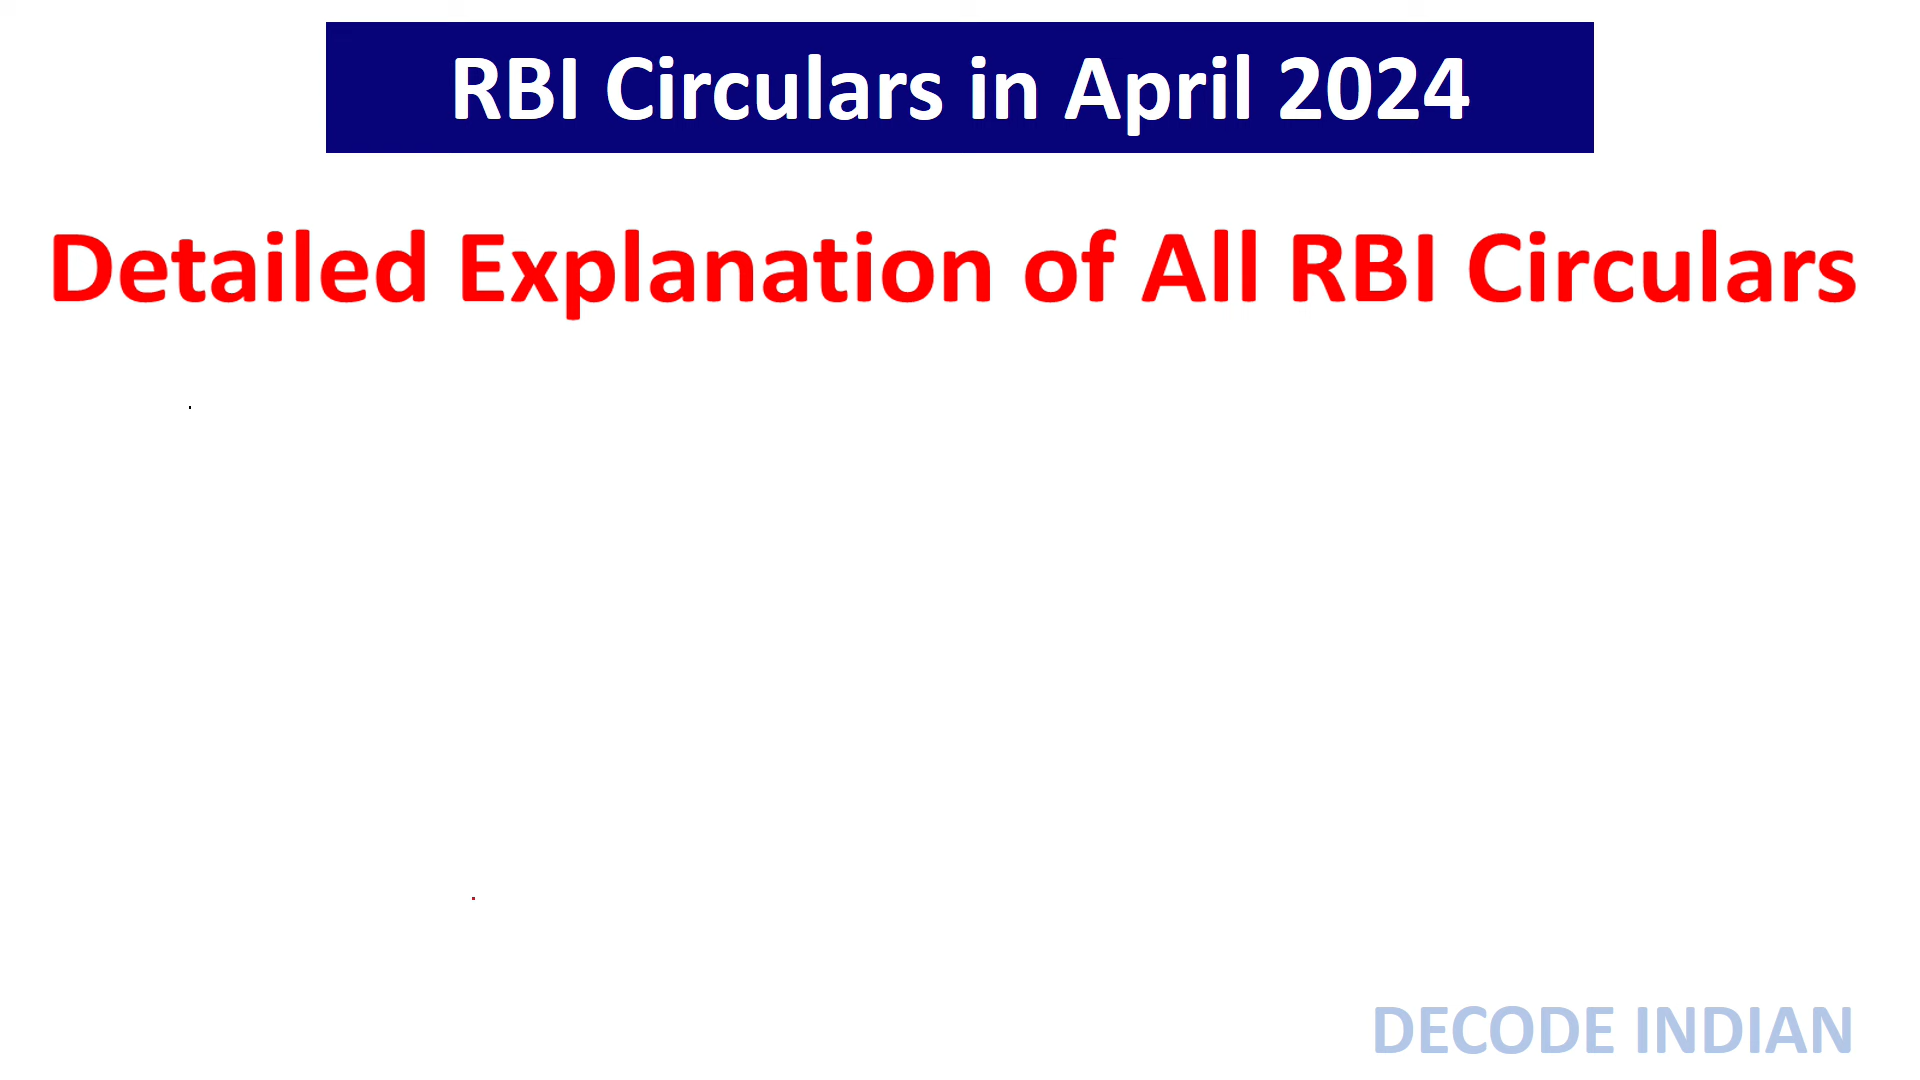 RBI Circulars in April 2024
Detailed Explanation of All RBI Circulars
DECODE INDIAN